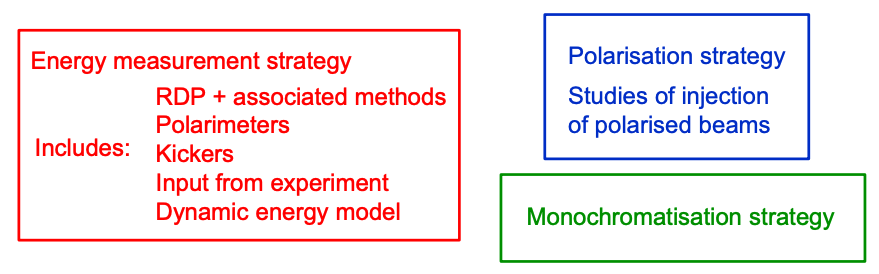 Energy measurement strategy
Includes:
RDP + associated methods
Polarimeters
Kickers
Input from experiment
Dynamic energy model
Polarisation strategy
Studies of injection
of polarised beams
Monochromatisation strategy